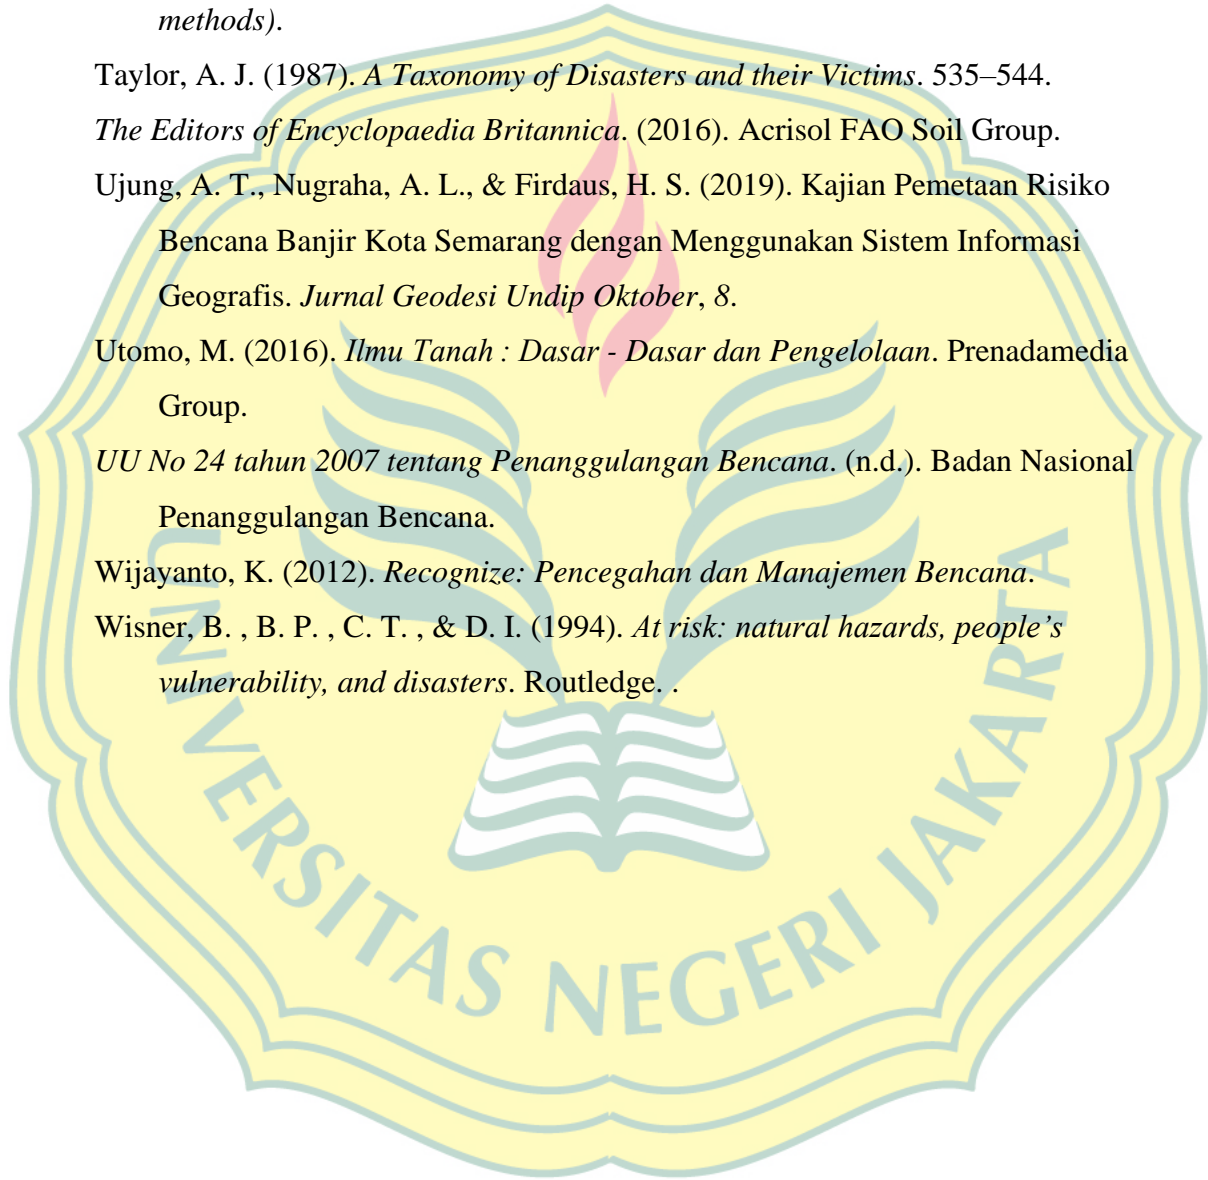 methods).
Taylor, A. J. (1987). A Taxonomy of Disasters and their Victims. 535–544.
The Editors of Encyclopaedia Britannica. (2016). Acrisol FAO Soil Group.
Ujung, A. T., Nugraha, A. L., & Firdaus, H. S. (2019). Kajian Pemetaan Risiko
Bencana Banjir Kota Semarang dengan Menggunakan Sistem Informasi
Geografis. Jurnal Geodesi Undip Oktober, 8.
Utomo, M. (2016). Ilmu Tanah : Dasar - Dasar dan Pengelolaan. Prenadamedia
Group.
UU No 24 tahun 2007 tentang Penanggulangan Bencana. (n.d.). Badan Nasional
Penanggulangan Bencana.
Wijayanto, K. (2012). Recognize: Pencegahan dan Manajemen Bencana.
Wisner, B. , B. P. , C. T. , & D. I. (1994). At risk: natural hazards, people’s
vulnerability, and disasters. Routledge. .
UNIVERSITAS NEGERI JAKARTA